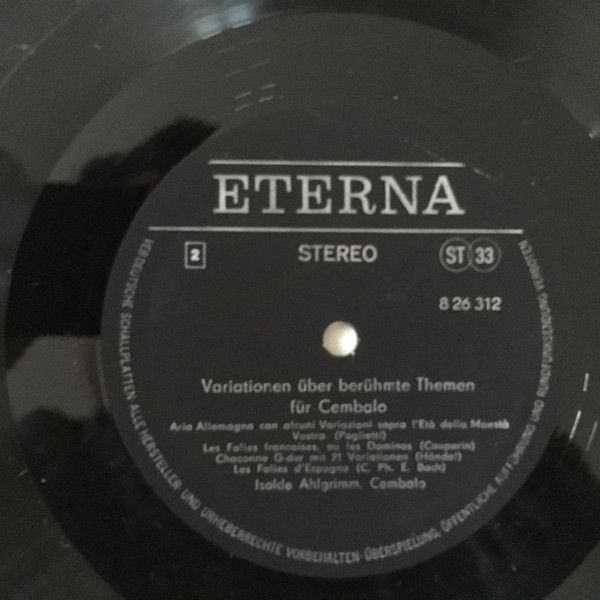 ETERNA
2 STEREO ST 33
8 26 312
Variationen über berühmte Themen
für Cembalo
Aria Allemagna con alcuni Variazioni sopra l'Età della Maestà
Vostra (Poglietti)
Les Folies françaises, ou les Dominos (Couperin)
Chaconne G-dur mit 21 Variationen (Händel)
Les Folies d'Espagne (C. Ph. E. Bach)
Isolde Ahlgrimm, Cembalo
VEB DEUTSCHE SCHALLPLATTEN ALLE HERSTELLER UND URHEBERRECHTE VORBEHALTEN · ÜBERSPIELUNG, ÖFFENTLICHE AUFFÜHRUNG UND RUNDFUNKSENDUNG VERBOTEN